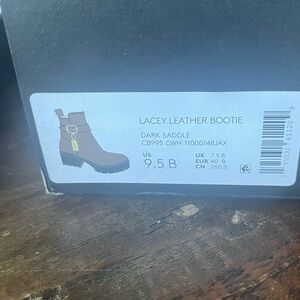 LACEY LEATHER BOOTIE
DARK SADDLE
CB995 CWH 11000148JAX
US
9.5 B
UK 7.5 B
EUR 40 B
CN 260 B